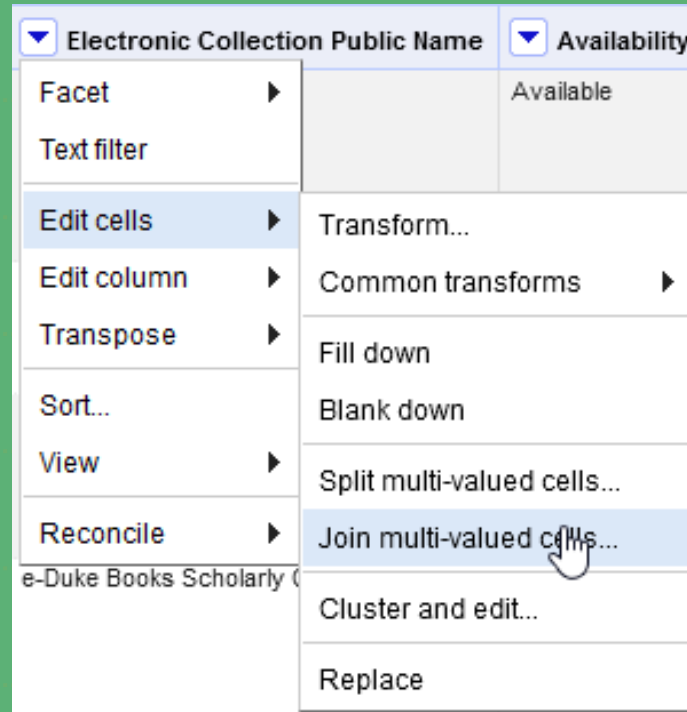 Electronic Collection Public Name
Availability
Facet
Available
Text filter
Edit cells
Edit column
Transpose
Sort...
View
Reconcile
e-Duke Books Scholarly
Transform...
Common transforms
Fill down
Blank down
Split multi-valued cells...
Join multi-valued cells...
Cluster and edit...
Replace